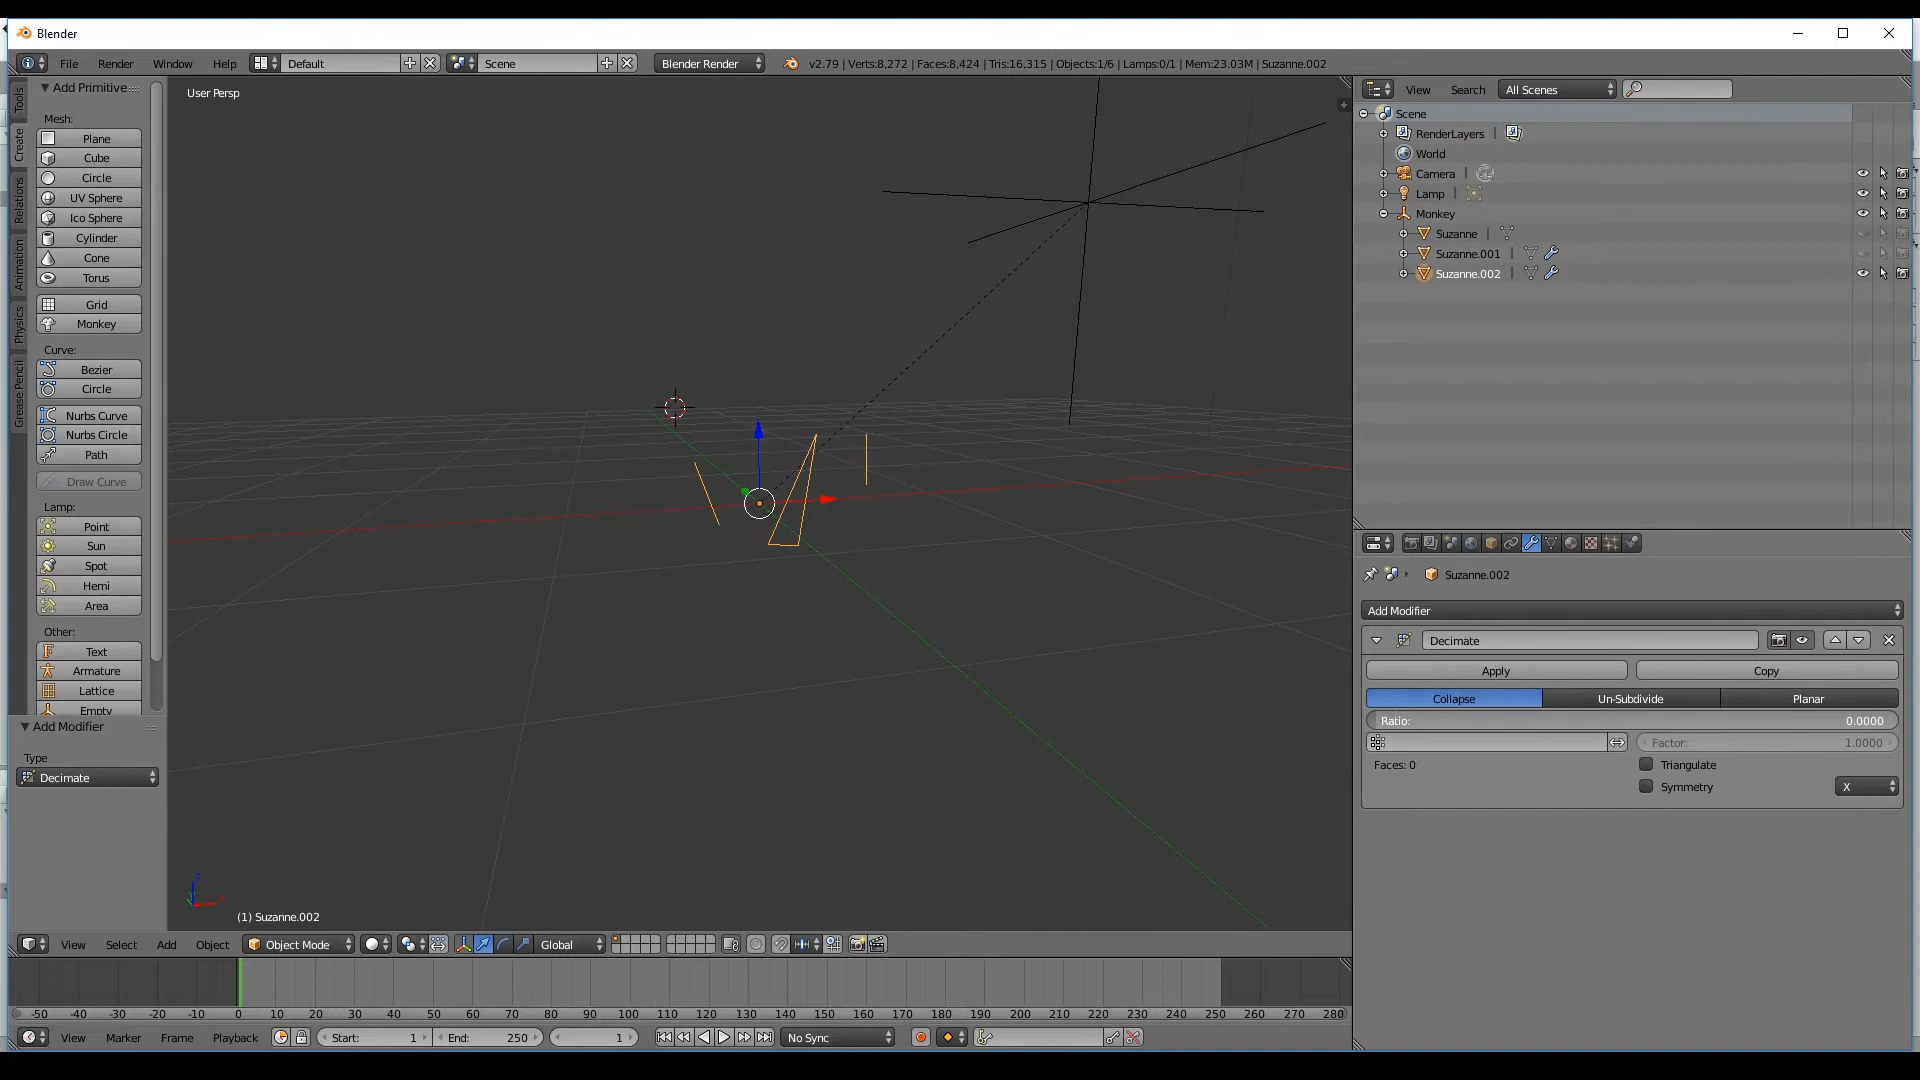 Blender
File Render Window Help Default Scene Blender Render v2.79 | Verts:8,272 | Faces:8,424 | Tris:16,315 | Objects:1/6 | Lamps:0/1 | Mem:23.03M | Suzanne.002
Tools
Create
Relations
Animation
Physics
Grease Pencil
Add Primitive
Mesh:
Plane
Cube
Circle
UV Sphere
Ico Sphere
Cylinder
Cone
Torus
Grid
Monkey
Curve:
Bezier
Circle
Nurbs Curve
Nurbs Circle
Path
Draw Curve
Lamp:
Point
Sun
Spot
Hemi
Area
Other:
Text
Armature
Lattice
Empty
Add Modifier
Type
Decimate
User Persp
z
(1) Suzanne.002
View Select Add Object Object Mode Global
-50 -40 -30 -20 -10 0 10 20 30 40 50 60 70 80 90 100 110 120 130 140 150 160 170 180 190 200 210 220 230 240 250 260 270 280
View Marker Frame Playback Start: 1 End: 250 1 No Sync
View Search All Scenes
Scene
RenderLayers |
World
Camera |
Lamp |
Monkey
Suzanne |
Suzanne.001 |
Suzanne.002 |
Suzanne.002
Add Modifier
Decimate
Apply Copy
Collapse Un-Subdivide Planar
Ratio: 0.0000
Factor: 1.0000
Faces: 0 Triangulate
Symmetry X